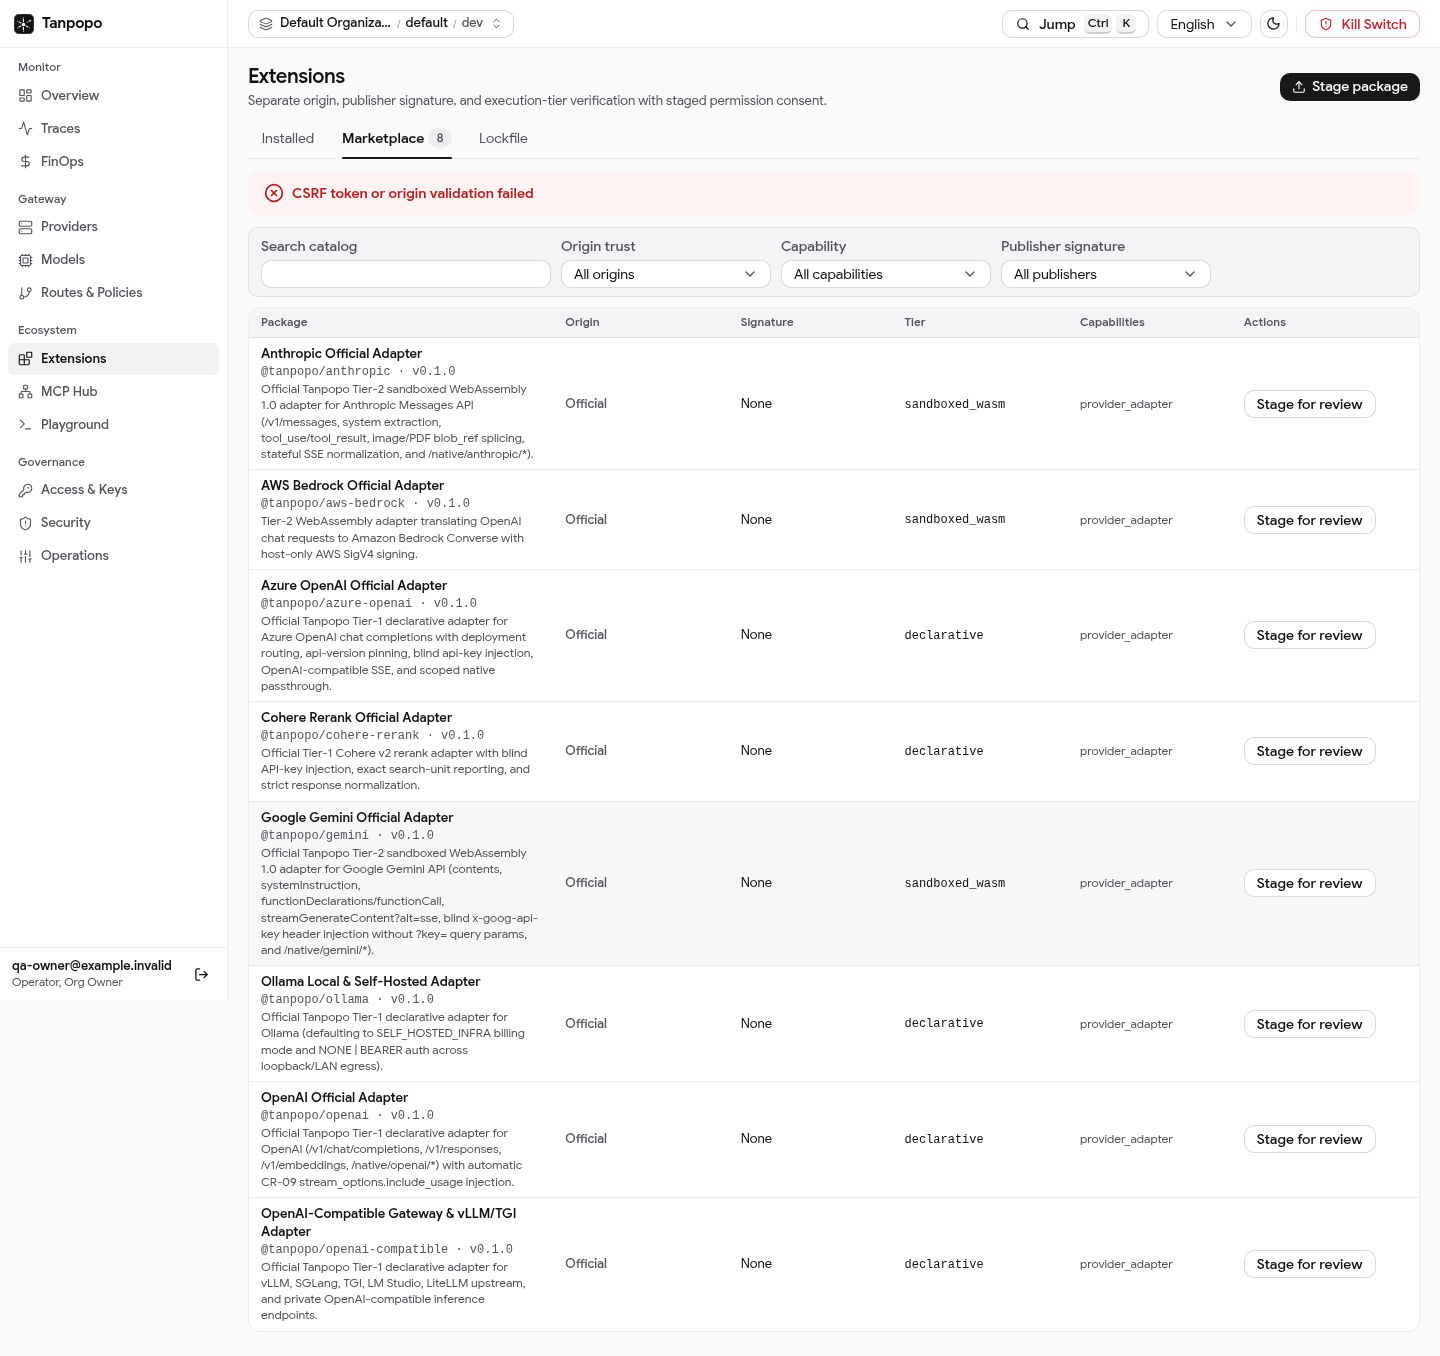 Tanpopo
Default Organiza... / default / dev
Jump Ctrl K
English
Kill Switch
Monitor
Overview
Traces
FinOps
Gateway
Providers
Models
Routes & Policies
Ecosystem
Extensions
MCP Hub
Playground
Governance
Access & Keys
Security
Operations
qa-owner@example.invalid
Operator, Org Owner
Extensions
Separate origin, publisher signature, and execution-tier verification with staged permission consent.
Stage package
Installed Marketplace 8 Lockfile
CSRF token or origin validation failed
Search catalog Origin trust Capability Publisher signature
All origins All capabilities All publishers
Package Origin Signature Tier Capabilities Actions
Anthropic Official Adapter
@tanpopo/anthropic · v0.1.0
Official Tanpopo Tier-2 sandboxed WebAssembly
1.0 adapter for Anthropic Messages API
(/v1/messages, system extraction,
tool_use/tool_result, image/PDF blob_ref splicing,
stateful SSE normalization, and /native/anthropic/*).
Official None sandboxed_wasm provider_adapter Stage for review
AWS Bedrock Official Adapter
@tanpopo/aws-bedrock · v0.1.0
Tier-2 WebAssembly adapter translating OpenAI
chat requests to Amazon Bedrock Converse with
host-only AWS SigV4 signing.
Official None sandboxed_wasm provider_adapter Stage for review
Azure OpenAI Official Adapter
@tanpopo/azure-openai · v0.1.0
Official Tanpopo Tier-1 declarative adapter for
Azure OpenAI chat completions with deployment
routing, api-version pinning, blind api-key injection,
OpenAI-compatible SSE, and scoped native
passthrough.
Official None declarative provider_adapter Stage for review
Cohere Rerank Official Adapter
@tanpopo/cohere-rerank · v0.1.0
Official Tier-1 Cohere v2 rerank adapter with blind
API-key injection, exact search-unit reporting, and
strict response normalization.
Official None declarative provider_adapter Stage for review
Google Gemini Official Adapter
@tanpopo/gemini · v0.1.0
Official Tanpopo Tier-2 sandboxed WebAssembly
1.0 adapter for Google Gemini API (contents,
systemInstruction,
functionDeclarations/functionCall,
streamGenerateContent?alt=sse, blind x-goog-api-
key header injection without ?key= query params,
and /native/gemini/*).
Official None sandboxed_wasm provider_adapter Stage for review
Ollama Local & Self-Hosted Adapter
@tanpopo/ollama · v0.1.0
Official Tanpopo Tier-1 declarative adapter for
Ollama (defaulting to SELF_HOSTED_INFRA billing
mode and NONE | BEARER auth across
loopback/LAN egress).
Official None declarative provider_adapter Stage for review
OpenAI Official Adapter
@tanpopo/openai · v0.1.0
Official Tanpopo Tier-1 declarative adapter for
OpenAI (/v1/chat/completions, /v1/responses,
/v1/embeddings, /native/openai/*) with automatic
CR-09 stream_options.include_usage injection.
Official None declarative provider_adapter Stage for review
OpenAI-Compatible Gateway & vLLM/TGI
Adapter
@tanpopo/openai-compatible · v0.1.0
Official Tanpopo Tier-1 declarative adapter for
vLLM, SGLang, TGI, LM Studio, LiteLLM upstream,
and private OpenAI-compatible inference
endpoints.
Official None declarative provider_adapter Stage for review